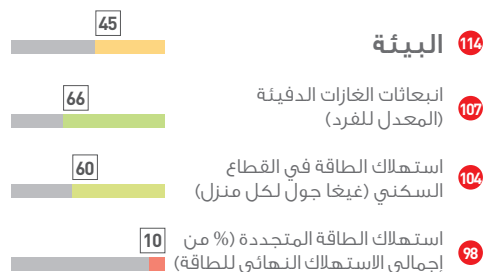 114 البيئة 45
107 انبعاثات الغازات الدفيئة
(المعدل للفرد) 66
104 استهلاك الطاقة في القطاع
السكني (غيغا جول لكل منزل) 60
98 استهلاك الطاقة المتجددة (% من
إجمالي الاستهلاك النهائي للطاقة) 10